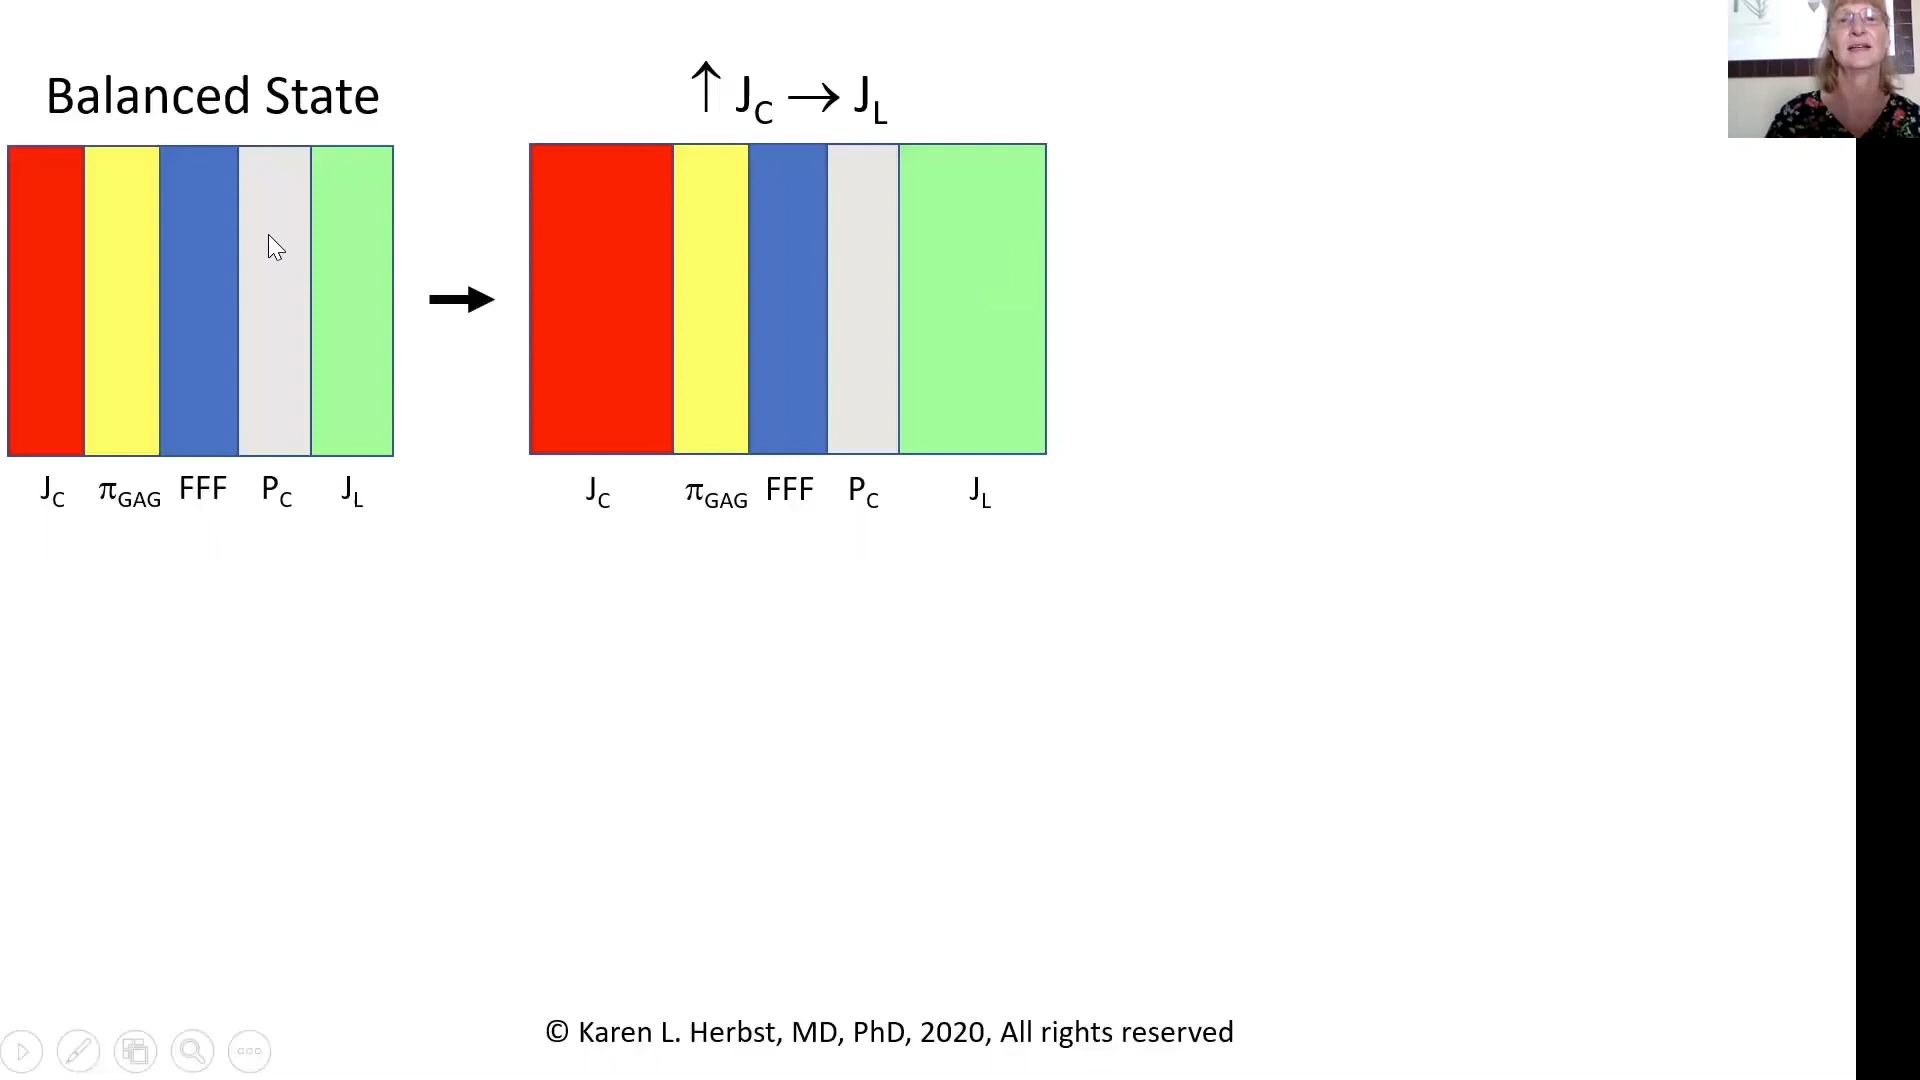 Balanced State
↑ J_C → J_L
J_C π_GAG FFF P_C J_L
J_C π_GAG FFF P_C J_L
© Karen L. Herbst, MD, PhD, 2020, All rights reserved